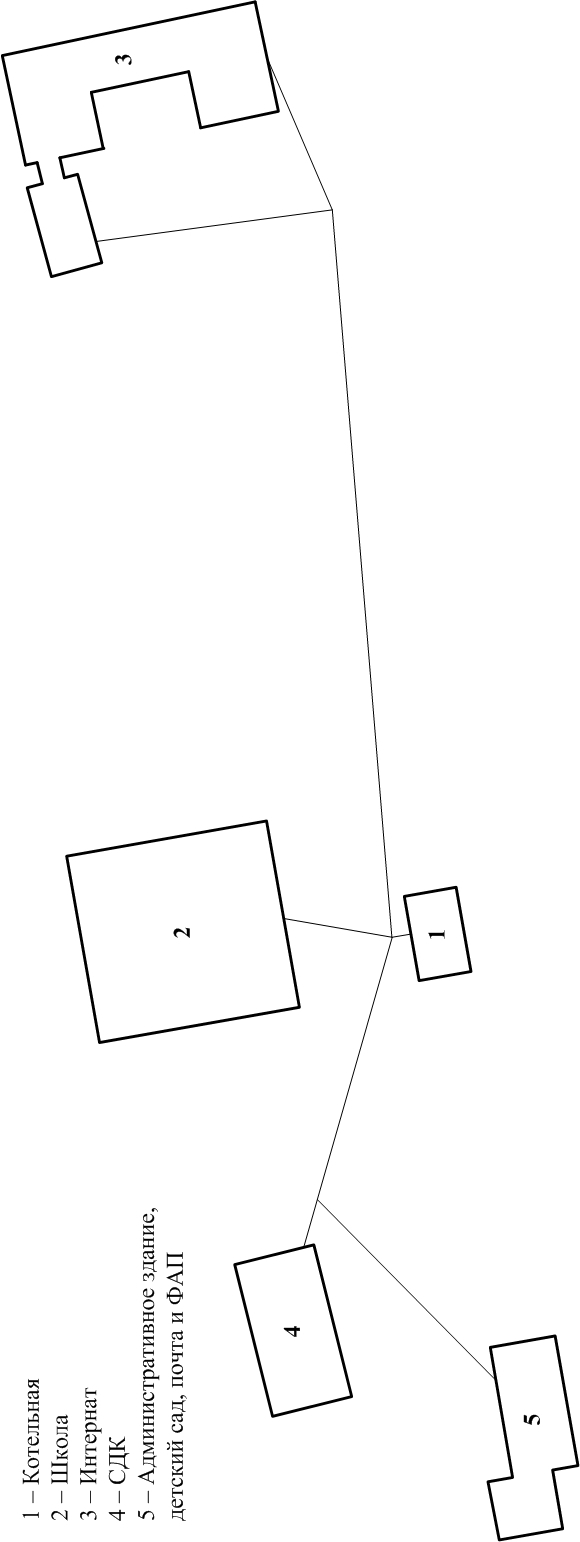 1 – Котельная
2 – Школа
3 – Интернат
4 – СДК
5 – Административное здание,
детский сад, почта и ФАП
3
2
1
4
5